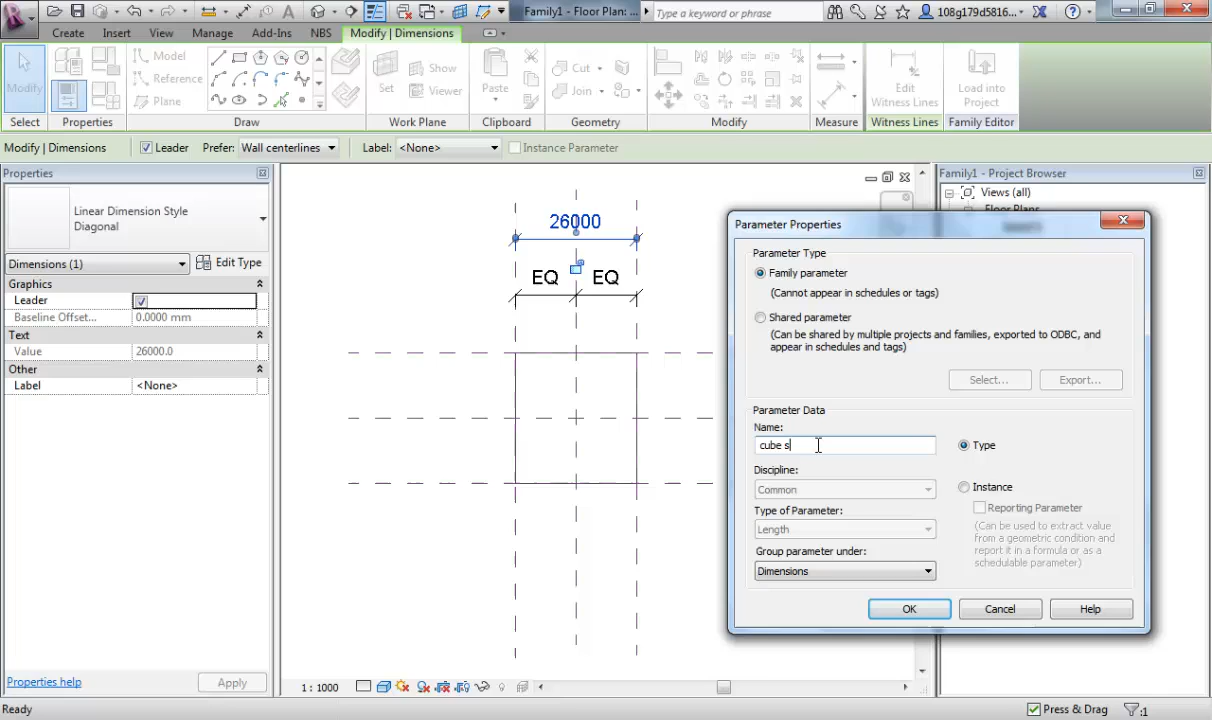 Family1 - Floor Plan: ...
Type a keyword or phrase
108g179d5816...
Create
Insert
View
Manage
Add-Ins
NBS
Modify | Dimensions
Modify
Model
Reference
Plane
Set
Show
Viewer
Paste
Cut
Join
Edit
Witness Lines
Load into
Project
Select
Properties
Draw
Work Plane
Clipboard
Geometry
Modify
Measure
Witness Lines
Family Editor
Modify | Dimensions
Leader
Prefer:
Wall centerlines
Label:
<None>
Instance Parameter
Properties
Linear Dimension Style
Diagonal
Dimensions (1)
Edit Type
Graphics
Leader
Baseline Offset...
0.0000 mm
Text
Value
26000.0
Other
Label
<None>
Properties help
Apply
26000
EQ
EQ
1 : 1000
Family1 - Project Browser
Views (all)
Floor Plans
Parameter Properties
Parameter Type
Family parameter
(Cannot appear in schedules or tags)
Shared parameter
(Can be shared by multiple projects and families, exported to ODBC, and
appear in schedules and tags)
Select...
Export...
Parameter Data
Name:
cube s
Type
Discipline:
Common
Instance
Type of Parameter:
Reporting Parameter
Length
(Can be used to extract value
from a geometric condition and
report it in a formula or as a
schedulable parameter)
Group parameter under:
Dimensions
OK
Cancel
Help
Ready
Press & Drag
:1